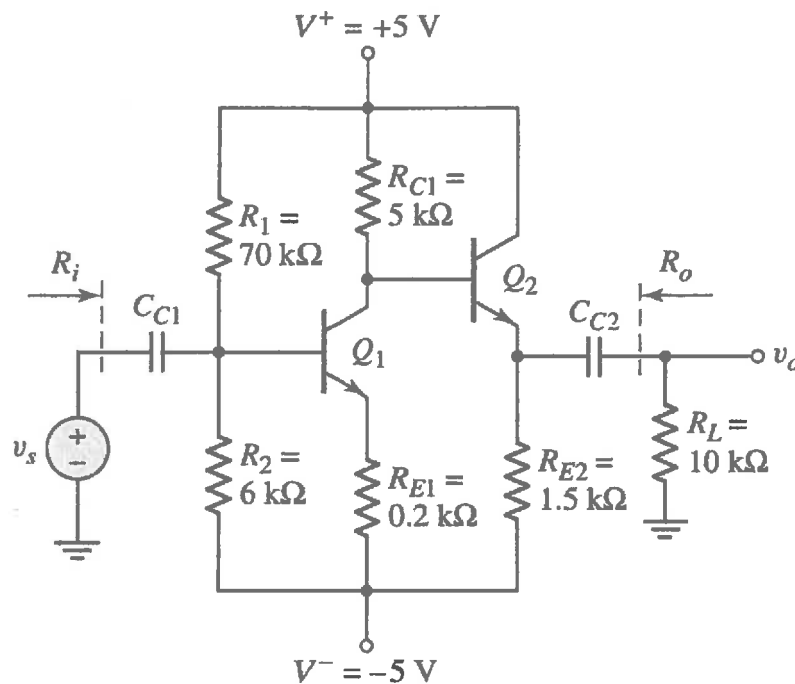 V⁺ = +5 V
R_C1 =
5 kΩ
R_1 =
70 kΩ
R_i
C_C1
Q_1
Q_2
R_o
C_C2
v_o
v_s
+
−
R_2 =
6 kΩ
R_E1 =
0.2 kΩ
R_E2 =
1.5 kΩ
R_L =
10 kΩ
V⁻ = −5 V